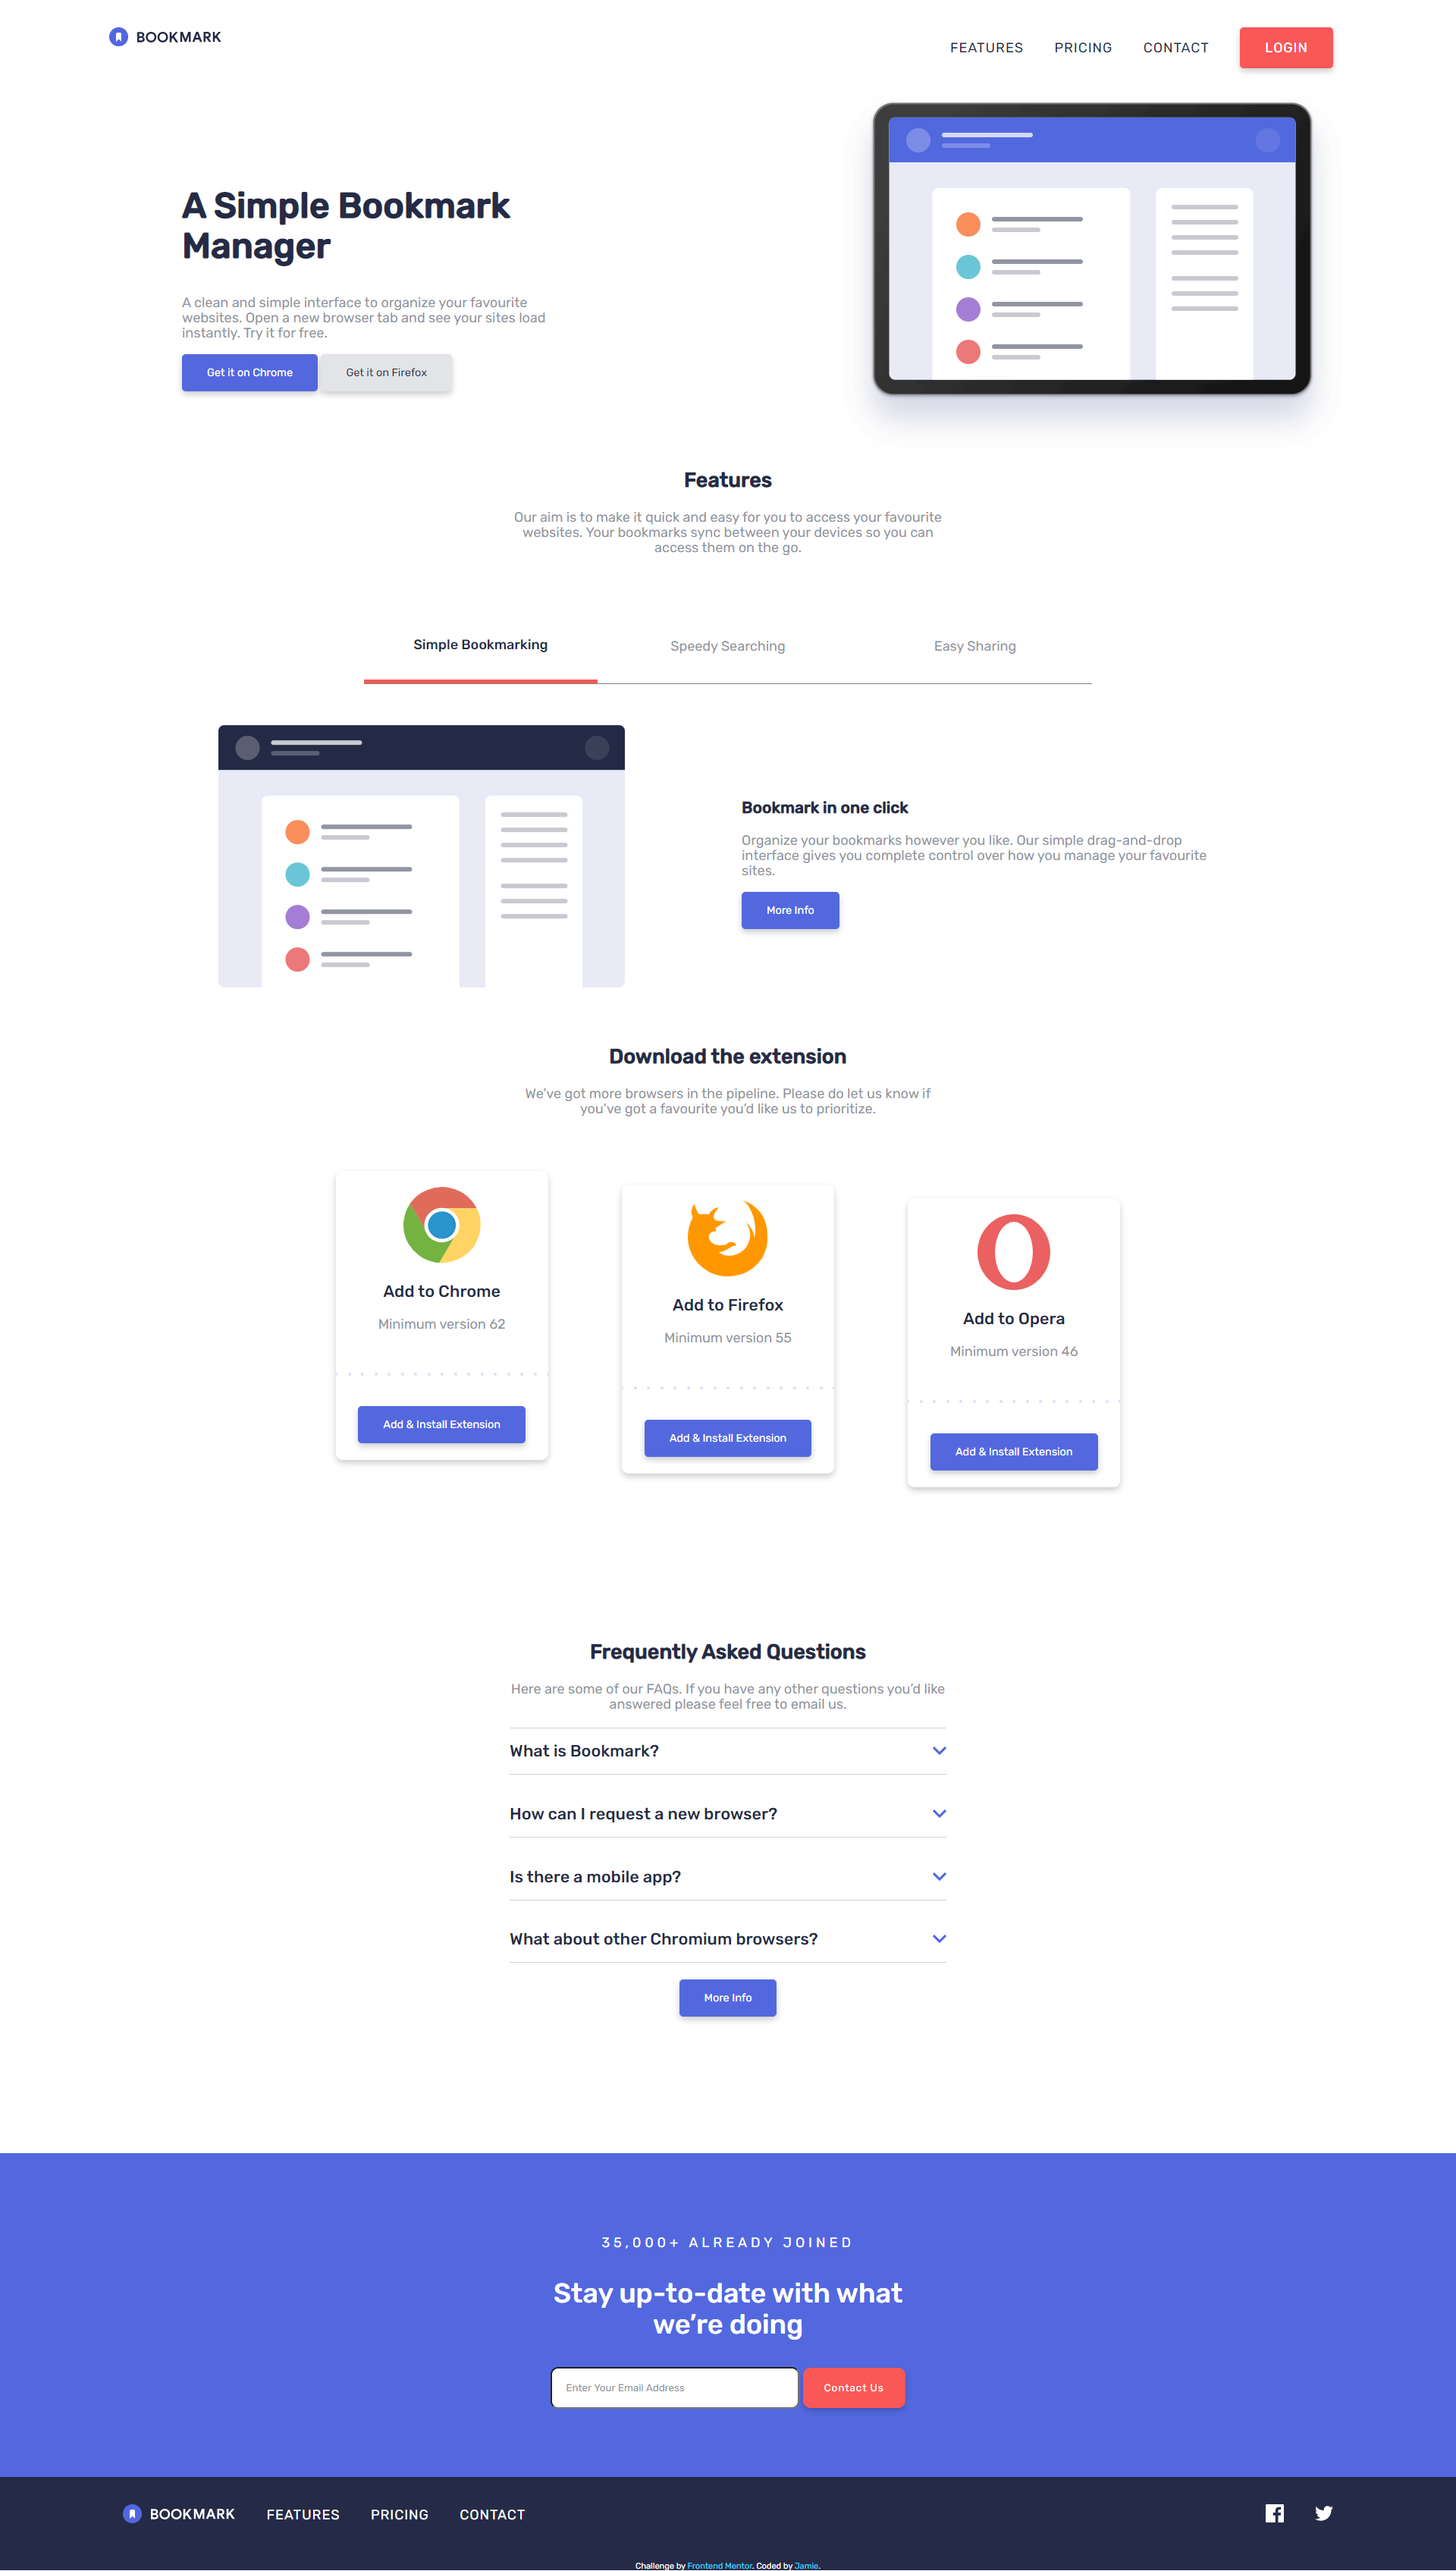 BOOKMARK
FEATURES PRICING CONTACT LOGIN
A Simple Bookmark
Manager
A clean and simple interface to organize your favourite
websites. Open a new browser tab and see your sites load
instantly. Try it for free.
Get it on Chrome Get it on Firefox
Features
Our aim is to make it quick and easy for you to access your favourite
websites. Your bookmarks sync between your devices so you can
access them on the go.
Simple Bookmarking Speedy Searching Easy Sharing
Bookmark in one click
Organize your bookmarks however you like. Our simple drag-and-drop
interface gives you complete control over how you manage your favourite
sites.
More Info
Download the extension
We’ve got more browsers in the pipeline. Please do let us know if
you’ve got a favourite you’d like us to prioritize.
Add to Chrome
Minimum version 62
Add & Install Extension
Add to Firefox
Minimum version 55
Add & Install Extension
Add to Opera
Minimum version 46
Add & Install Extension
Frequently Asked Questions
Here are some of our FAQs. If you have any other questions you’d like
answered please feel free to email us.
What is Bookmark?
How can I request a new browser?
Is there a mobile app?
What about other Chromium browsers?
More Info
35,000+ ALREADY JOINED
Stay up-to-date with what
we’re doing
Enter Your Email Address Contact Us
BOOKMARK FEATURES PRICING CONTACT
Challenge by Frontend Mentor. Coded by Jamie.